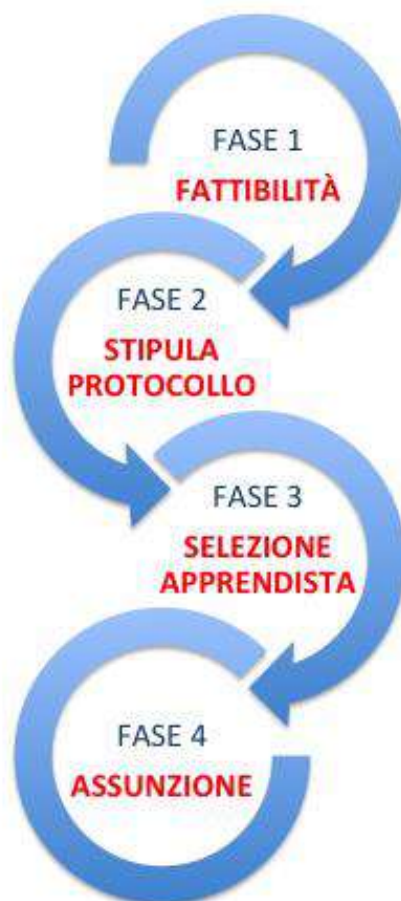 FASE 1
FATTIBILITÀ
FASE 2
STIPULA
PROTOCOLLO
FASE 3
SELEZIONE
APPRENDISTA
FASE 4
ASSUNZIONE